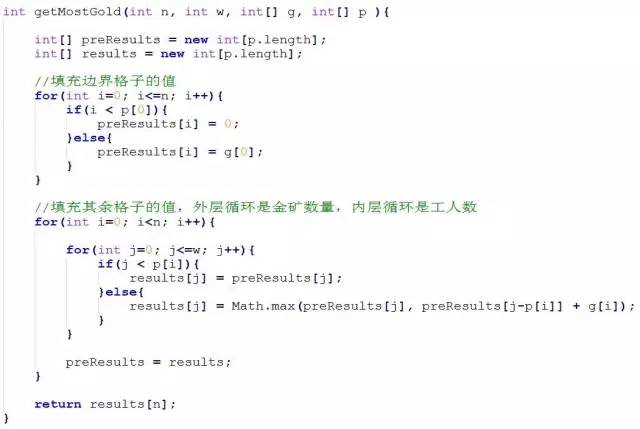 int getMostGold(int n, int w, int[] g, int[] p ){
int[] preResults = new int[p.length];
int[] results = new int[p.length];
//填充边界格子的值
for(int i=0; i<=n; i++){
if(i < p[0]){
preResults[i] = 0;
}else{
preResults[i] = g[0];
}
}
//填充其余格子的值，外层循环是金矿数量，内层循环是工人数
for(int i=0; i<n; i++){
for(int j=0; j<=w; j++){
if(j < p[i]){
results[j] = preResults[j];
}else{
results[j] = Math.max(preResults[j], preResults[j-p[i]] + g[i]);
}
}
preResults = results;
}
return results[n];
}